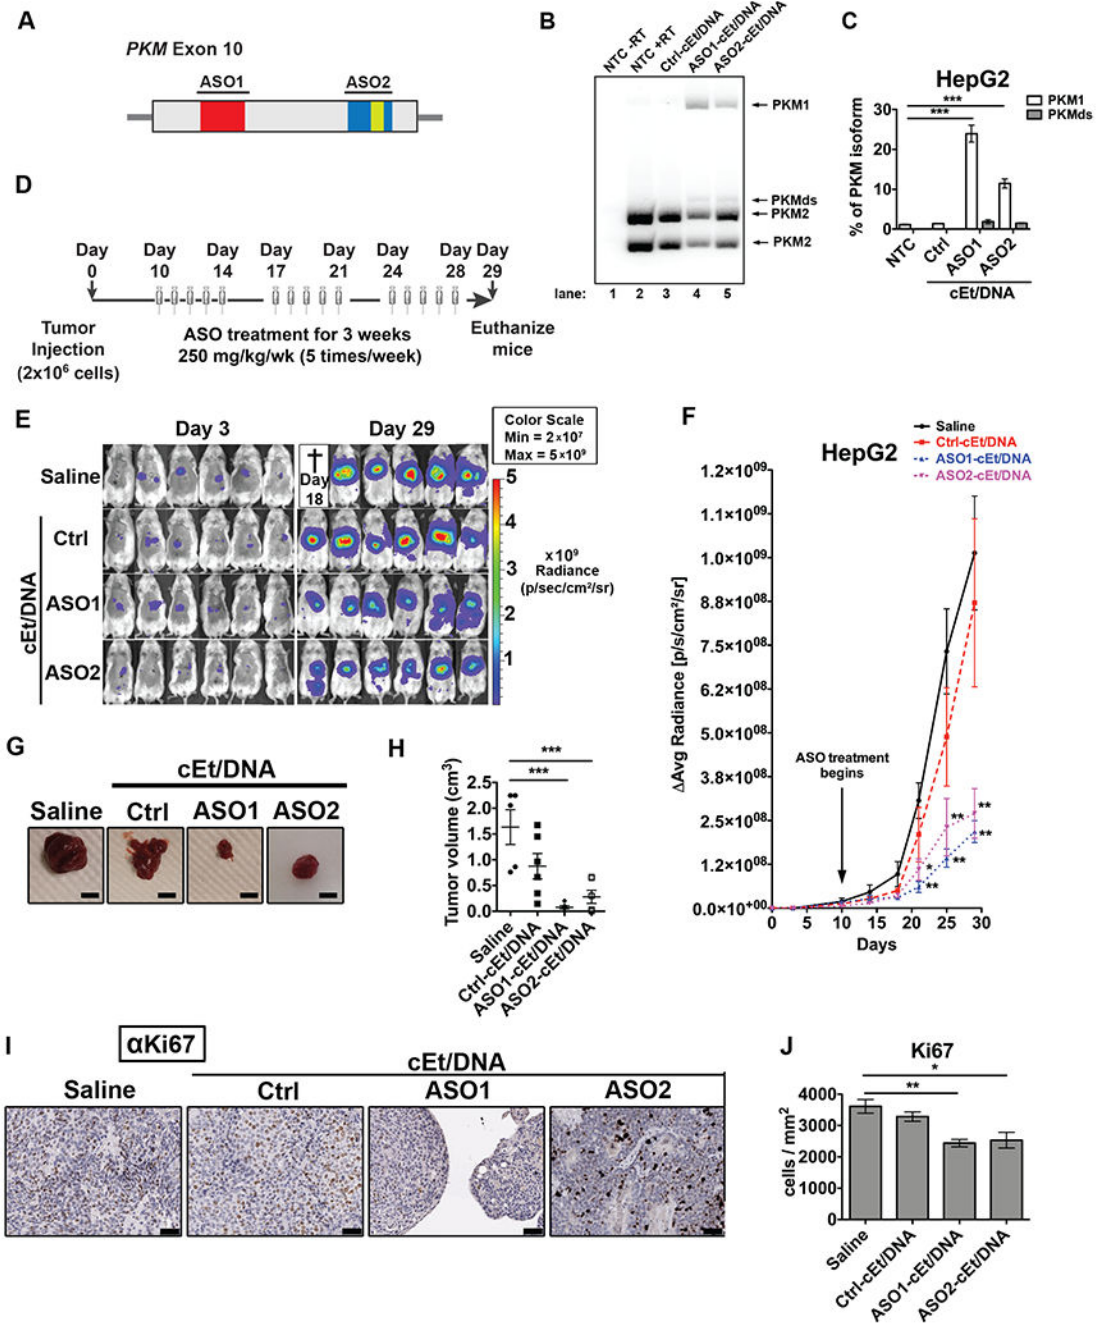 A
PKM Exon 10
ASO1
ASO2
B
NTC -RT
NTC +RT
Ctrl-cEt/DNA
ASO1-cEt/DNA
ASO2-cEt/DNA
PKM1
PKMds
PKM2
PKM2
lane: 1 2 3 4 5
C
HepG2
PKM1
PKMds
***
***
% of PKM isoform
30
20
10
0
NTC
Ctrl
ASO1
ASO2
cEt/DNA
D
Day Day Day Day Day Day Day Day
0 10 14 17 21 24 28 29
Tumor
Injection
(2x10⁶ cells)
ASO treatment for 3 weeks
250 mg/kg/wk (5 times/week)
Euthanize
mice
E
Day 3
Day 29
Color Scale
Min = 2×10⁷
Max = 5×10⁹
Saline
†
Day
18
cEt/DNA
Ctrl
ASO1
ASO2
5
4
3
2
1
x10⁹
Radiance
(p/sec/cm²/sr)
F
HepG2
Saline
Ctrl-cEt/DNA
ASO1-cEt/DNA
ASO2-cEt/DNA
ΔAvg Radiance [p/s/cm²/sr]
1.2×10⁰⁹
1.1×10⁰⁹
1.0×10⁰⁹
8.8×10⁰⁸
7.5×10⁰⁸
6.2×10⁰⁸
5.0×10⁰⁸
3.8×10⁰⁸
2.5×10⁰⁸
1.2×10⁰⁸
0.0×10⁺⁰⁰
ASO treatment
begins
**
**
**
**
*
**
0 5 10 15 20 25 30
Days
G
cEt/DNA
Saline Ctrl ASO1 ASO2
H
***
***
Tumor volume (cm³)
2.5
2.0
1.5
1.0
0.5
0.0
Saline
Ctrl-cEt/DNA
ASO1-cEt/DNA
ASO2-cEt/DNA
I
αKi67
cEt/DNA
Saline Ctrl ASO1 ASO2
J
Ki67
*
**
cells / mm²
4000
3000
2000
1000
0
Saline
Ctrl-cEt/DNA
ASO1-cEt/DNA
ASO2-cEt/DNA